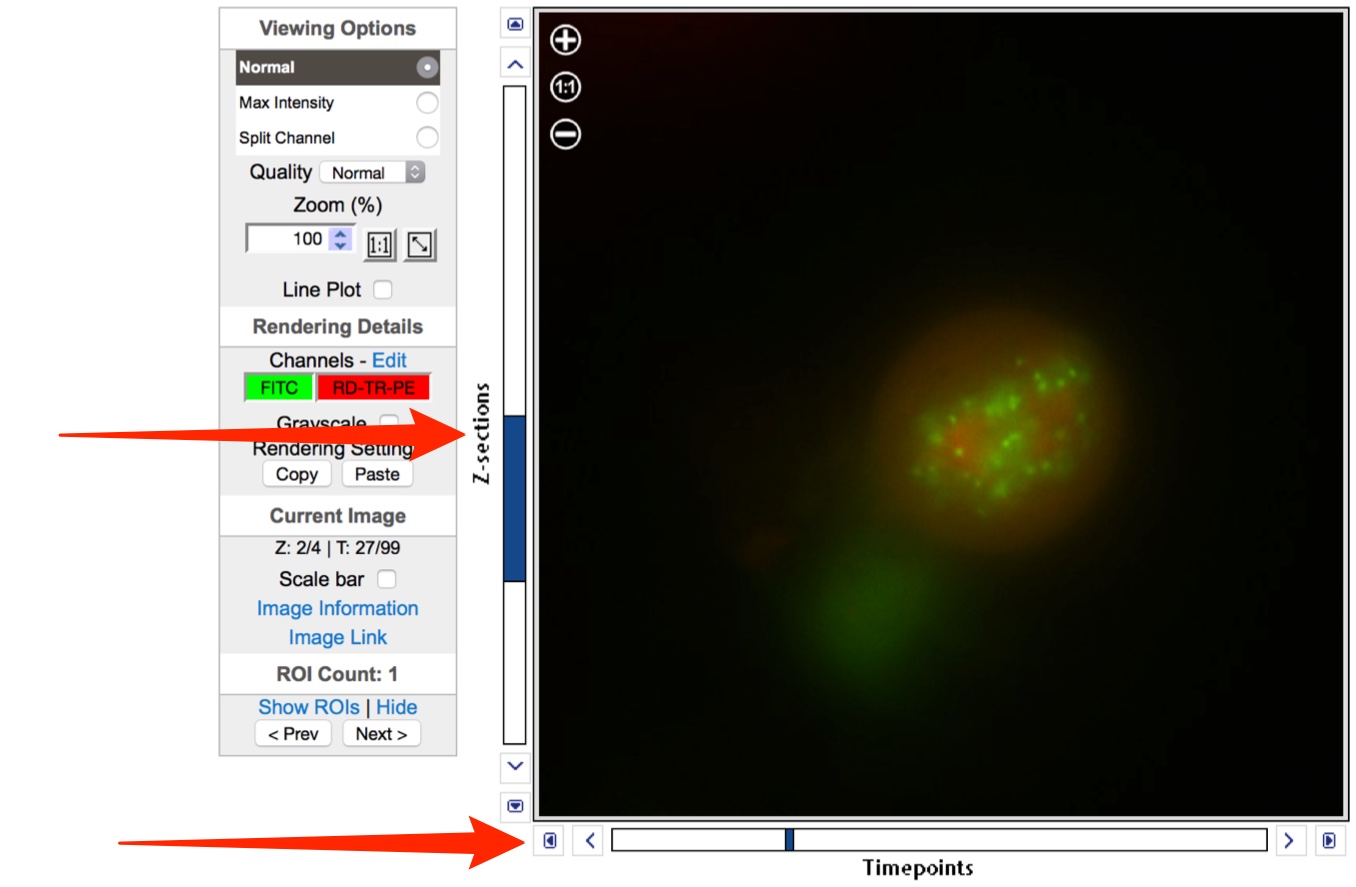 Viewing Options
Normal
Max Intensity
Split Channel
Quality Normal
Zoom (%)
100 1:1
Line Plot
Rendering Details
Channels - Edit
FITC RD-TR-PE
Grayscale
Rendering Setting
Copy Paste
Current Image
Z: 2/4 | T: 27/99
Scale bar
Image Information
Image Link
ROI Count: 1
Show ROIs | Hide
< Prev Next >
Z-sections
1:1
Timepoints